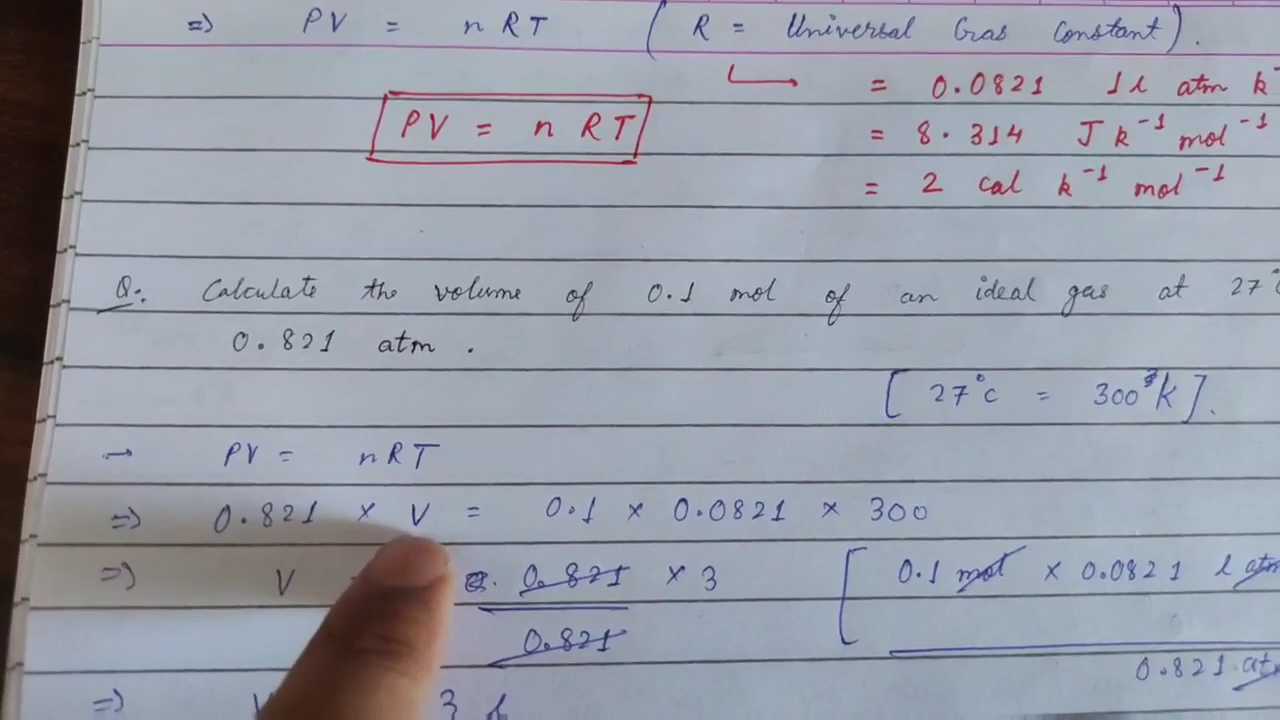 ⇒ PV = nRT ( R = Universal Gas Constant ).
= 0.0821 l atm k⁻
PV = n RT
= 8.314 J k⁻¹ mol⁻¹
= 2 cal k⁻¹ mol⁻¹
Q. Calculate the volume of 0.1 mol of an ideal gas at 27°
0.821 atm .
[ 27°c = 300 k ].
→ PV = nRT
⇒ 0.821 × V = 0.1 × 0.0821 × 300
⇒ V 0.821 × 3 [ 0.1 mol × 0.0821 l atm
0.821
0.821 at
⇒ V 3 l